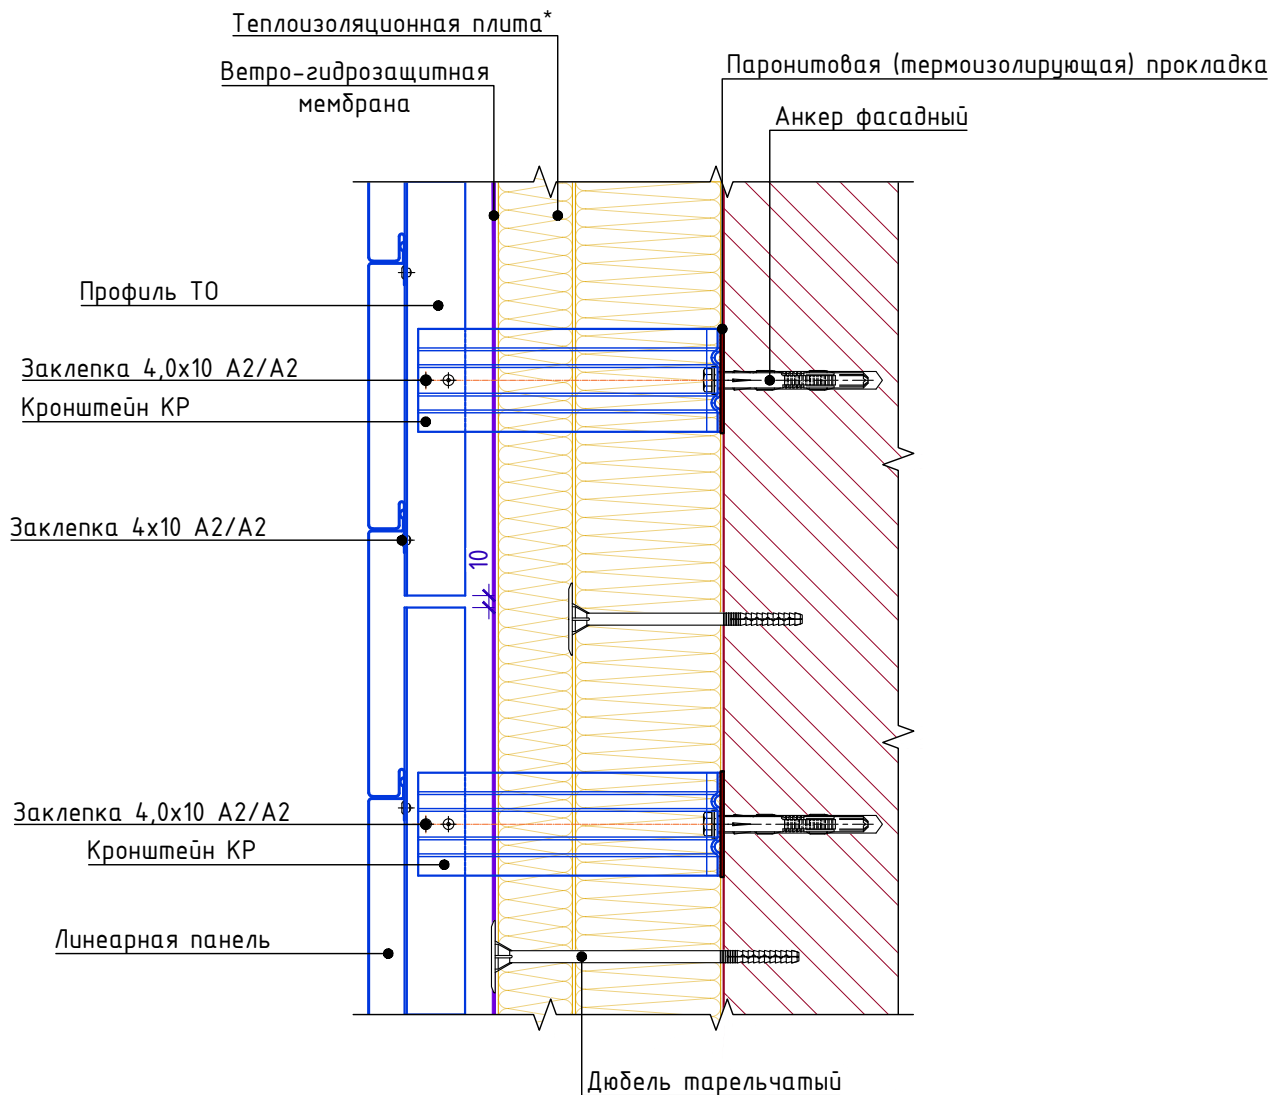 Теплоизоляционная плита*
Ветро-гидрозащитная
мембрана
Паронитовая (термоизолирующая) прокладка
Анкер фасадный
Профиль ТО
Заклепка 4,0х10 А2/А2
Кронштейн КР
Заклепка 4х10 А2/А2
10
Заклепка 4,0х10 А2/А2
Кронштейн КР
Линеарная панель
Дюбель тарельчатый